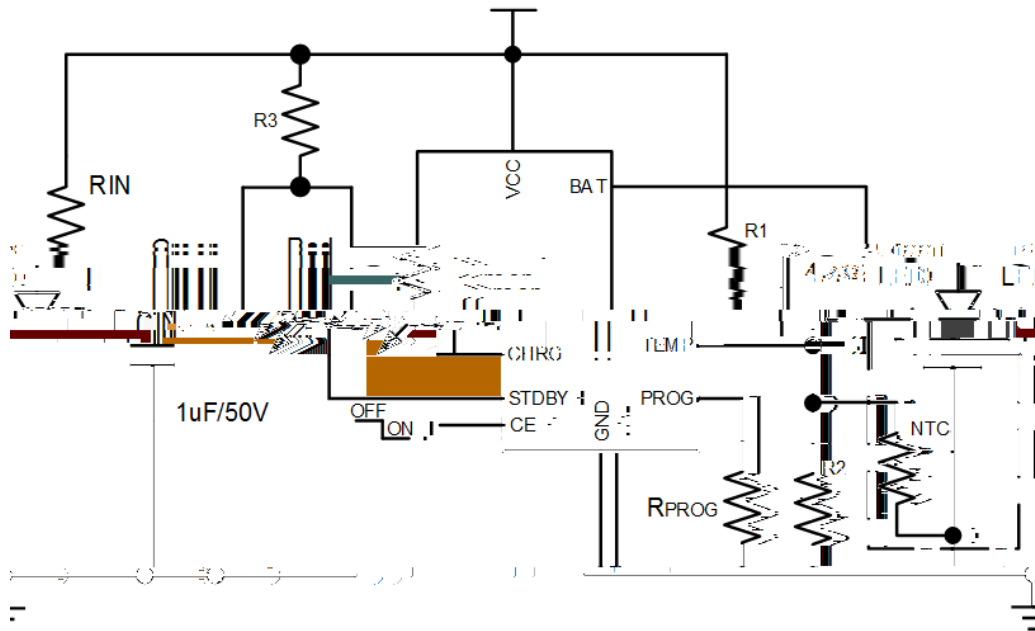 R3
RIN
VCC
BAT
R1
CHRG
TEMP
1uF/50V
OFF
ON
STDBY
CE
GND
PROG
NTC
R2
RPROG